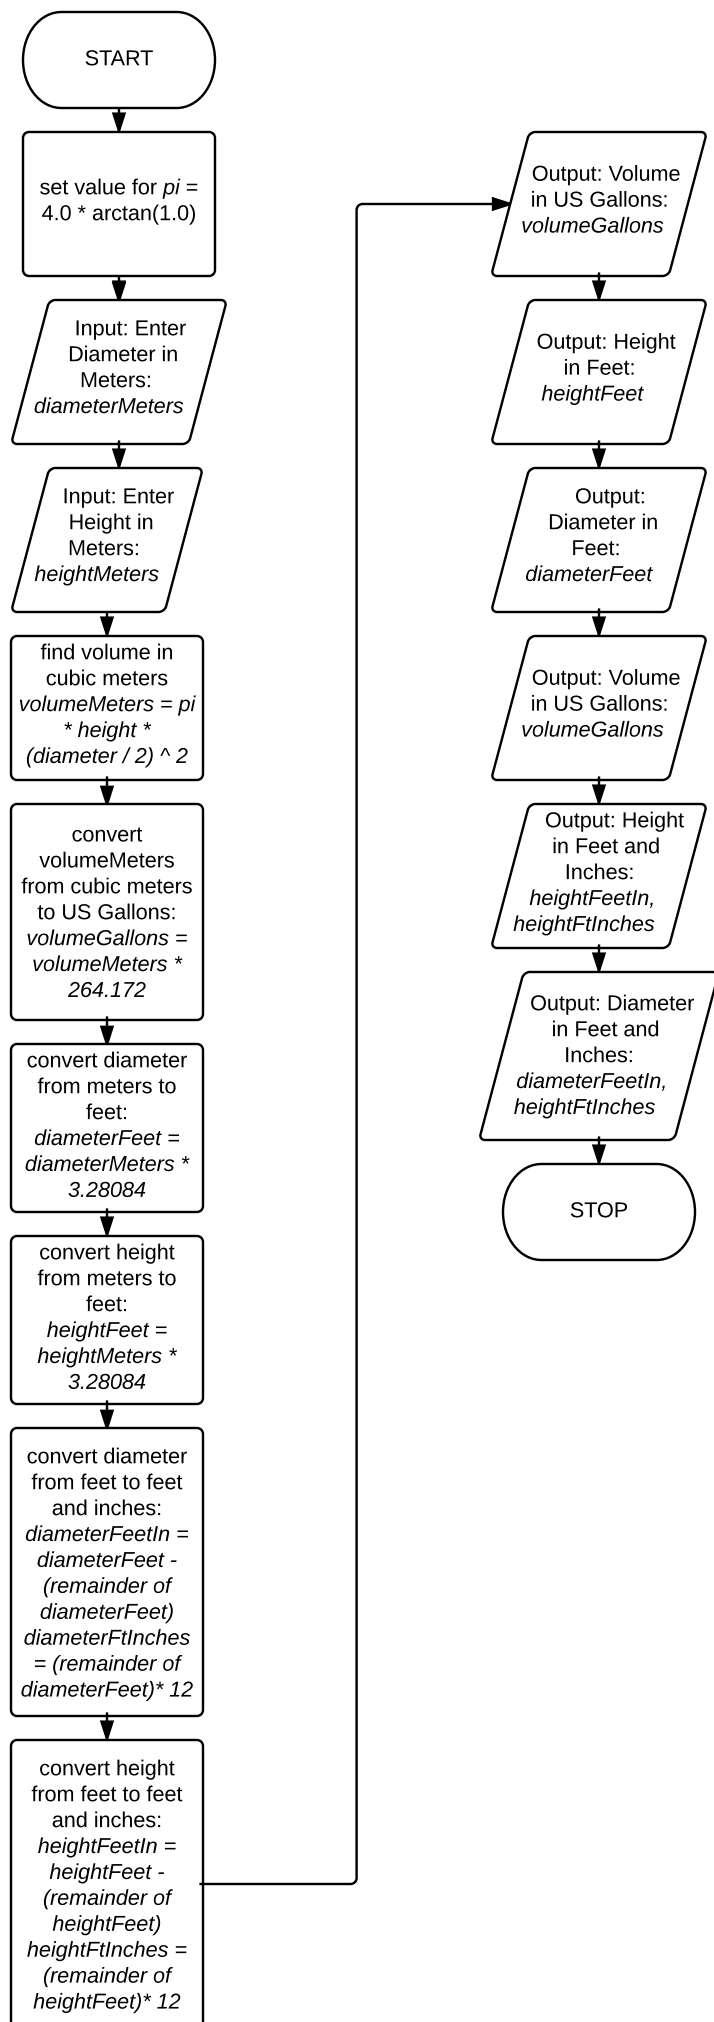 START
set value for pi =
4.0 * arctan(1.0)
Input: Enter
Diameter in
Meters:
diameterMeters
Input: Enter
Height in
Meters:
heightMeters
find volume in
cubic meters
volumeMeters = pi
* height *
(diameter / 2) ^ 2
convert
volumeMeters
from cubic meters
to US Gallons:
volumeGallons =
volumeMeters *
264.172
convert diameter
from meters to
feet:
diameterFeet =
diameterMeters *
3.28084
convert height
from meters to
feet:
heightFeet =
heightMeters *
3.28084
convert diameter
from feet to feet
and inches:
diameterFeetIn =
diameterFeet -
(remainder of
diameterFeet)
diameterFtInches
= (remainder of
diameterFeet)* 12
convert height
from feet to feet
and inches:
heightFeetIn =
heightFeet -
(remainder of
heightFeet)
heightFtInches =
(remainder of
heightFeet)* 12
Output: Volume
in US Gallons:
volumeGallons
Output: Height
in Feet:
heightFeet
Output:
Diameter in
Feet:
diameterFeet
Output: Volume
in US Gallons:
volumeGallons
Output: Height
in Feet and
Inches:
heightFeetIn,
heightFtInches
Output: Diameter
in Feet and
Inches:
diameterFeetIn,
heightFtInches
STOP